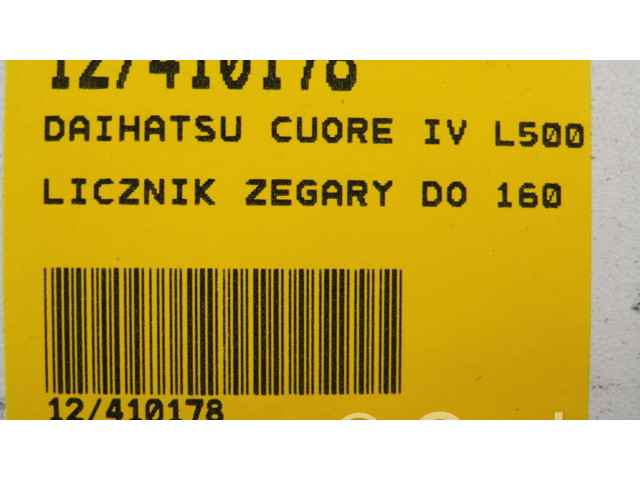 12/410178
DAIHATSU CUORE IV L500
LICZNIK ZEGARY DO 160
12/410178